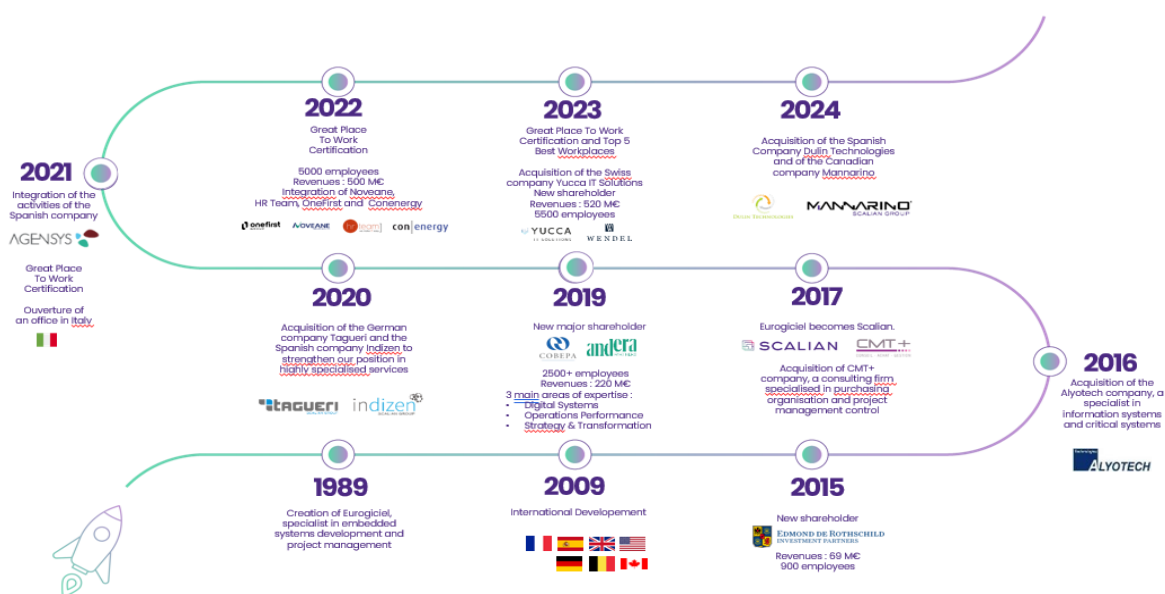 2022
Great Place
To Work
Certification
5000 employees
Revenues : 500 M€
Integration of Noveane,
HR Team, OneFirst and Conenergy
onefirst
NOVEANE
hr team
con|energy
2023
Great Place To Work
Certification and Top 5
Best Workplaces
Acquisition of the Swiss
company Yucca IT Solutions
New shareholder
Revenues : 520 M€
5500 employees
YUCCA
IT SOLUTIONS
WENDEL
2024
Acquisition of the Spanish
Company Dulin Technologies
and of the Canadian
company Mannarino
DULIN TECHNOLOGIES
MANNARINO
SCALIAN GROUP
2021
Integration of the
activities of the
Spanish company
AGENSYS
Great Place
To Work
Certification
Ouverture of
an office in Italy
2020
Acquisition of the German
company Tagueri and the
Spanish company Indizen to
strengthen our position in
highly specialised services
TAGUERI
indizen
SCALIAN GROUP
2019
New major shareholder
COBEPA
andera
2500+ employees
Revenues : 220 M€
3 main areas of expertise :
• Digital Systems
• Operations Performance
• Strategy & Transformation
2017
Eurogiciel becomes Scalian.
SCALIAN
CMT+
Acquisition of CMT+
company, a consulting firm
specialised in purchasing
organisation and project
management control
2016
Acquisition of the
Alyotech company, a
specialist in
information systems
and critical systems
ALYOTECH
1989
Creation of Eurogiciel,
specialist in embedded
systems development and
project management
2009
International Developement
2015
New shareholder
EDMOND DE ROTHSCHILD
INVESTMENT PARTNERS
Revenues : 69 M€
900 employees